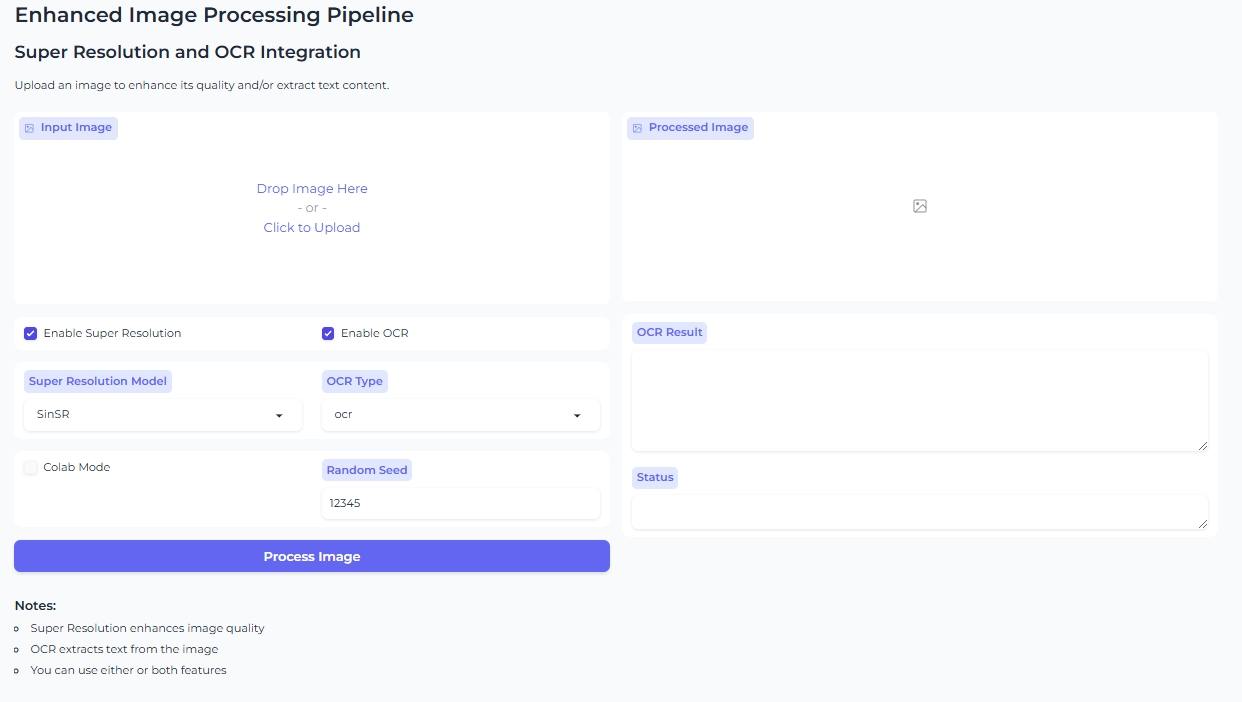 Enhanced Image Processing Pipeline
Super Resolution and OCR Integration
Upload an image to enhance its quality and/or extract text content.
Input Image
Drop Image Here
- or -
Click to Upload
Enable Super Resolution
Enable OCR
Super Resolution Model
OCR Type
SinSR
ocr
Colab Mode
Random Seed
12345
Process Image
Processed Image
OCR Result
Status
Notes:
Super Resolution enhances image quality
OCR extracts text from the image
You can use either or both features